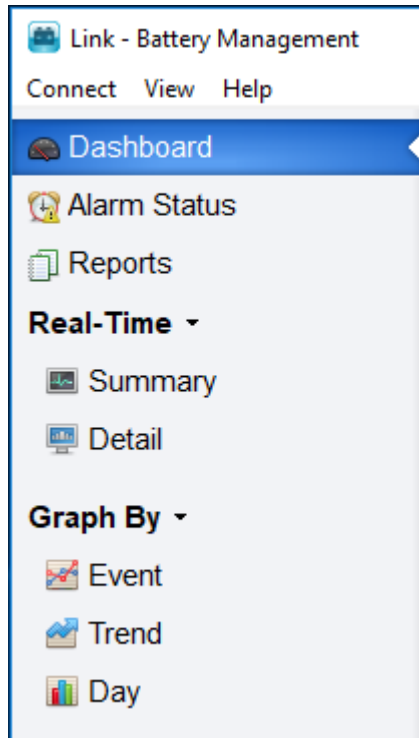 Link - Battery Management
Connect View Help
Dashboard
Alarm Status
Reports
Real-Time
Summary
Detail
Graph By
Event
Trend
Day